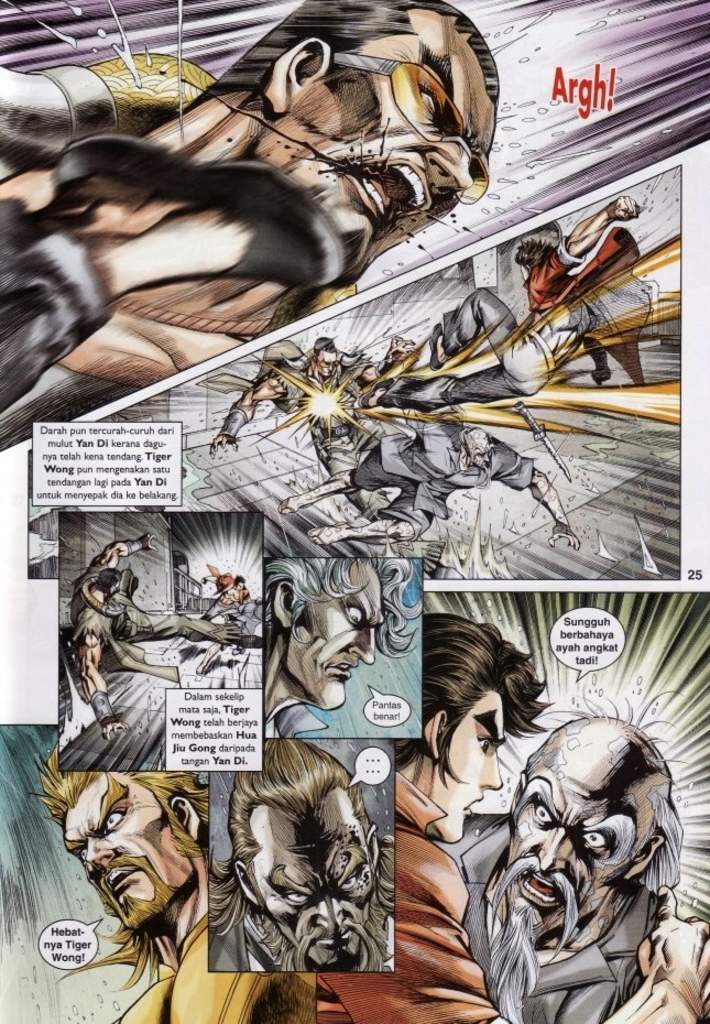 Argh!
Darah pun tercurah-curuh dari
mulut Yan Di kerana dagu-
nya telah kena tendang. Tiger
Wong pun mengenakan satu
tendangan lagi pada Yan Di
untuk menyepak dia ke belakang.
25
Dalam sekelip
mata saja, Tiger
Wong telah berjaya
membebaskan Hua
Jiu Gong daripada
tangan Yan Di.
Pantas
benar!
Sungguh
berbahaya
ayah angkat
tadi!
Hebat-
nya Tiger
Wong!
...
...